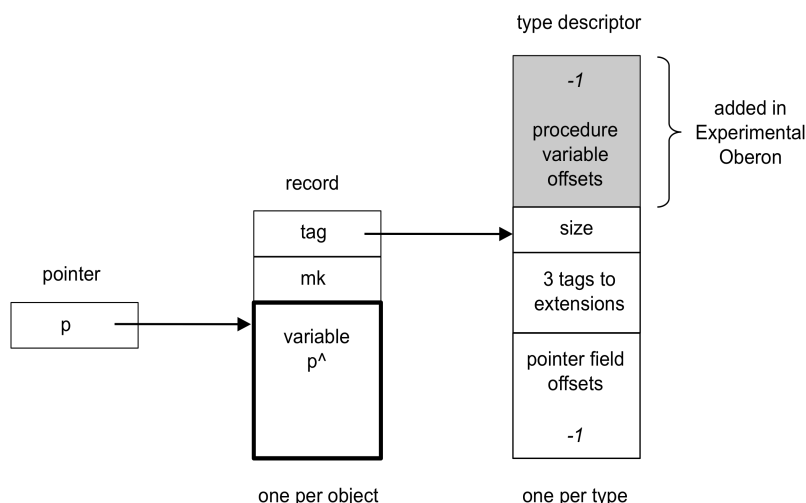 type descriptor
-1
procedure
variable
offsets
added in
Experimental
Oberon
record
tag
size
mk
3 tags to
extensions
pointer
p
variable
p^
pointer field
offsets
-1
one per object
one per type